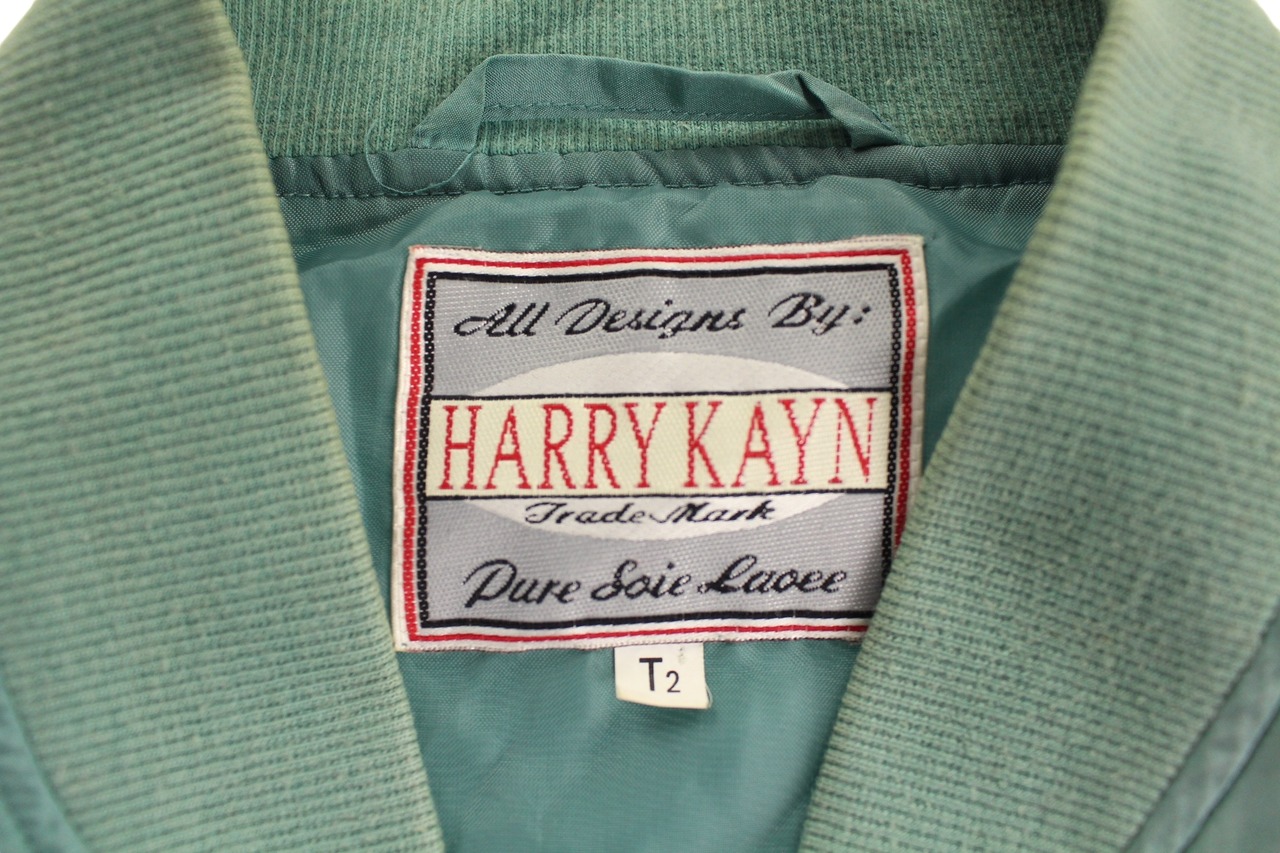 All Designs By:
HARRY KAYN
Trade Mark
Pure Soie Lavee
T2